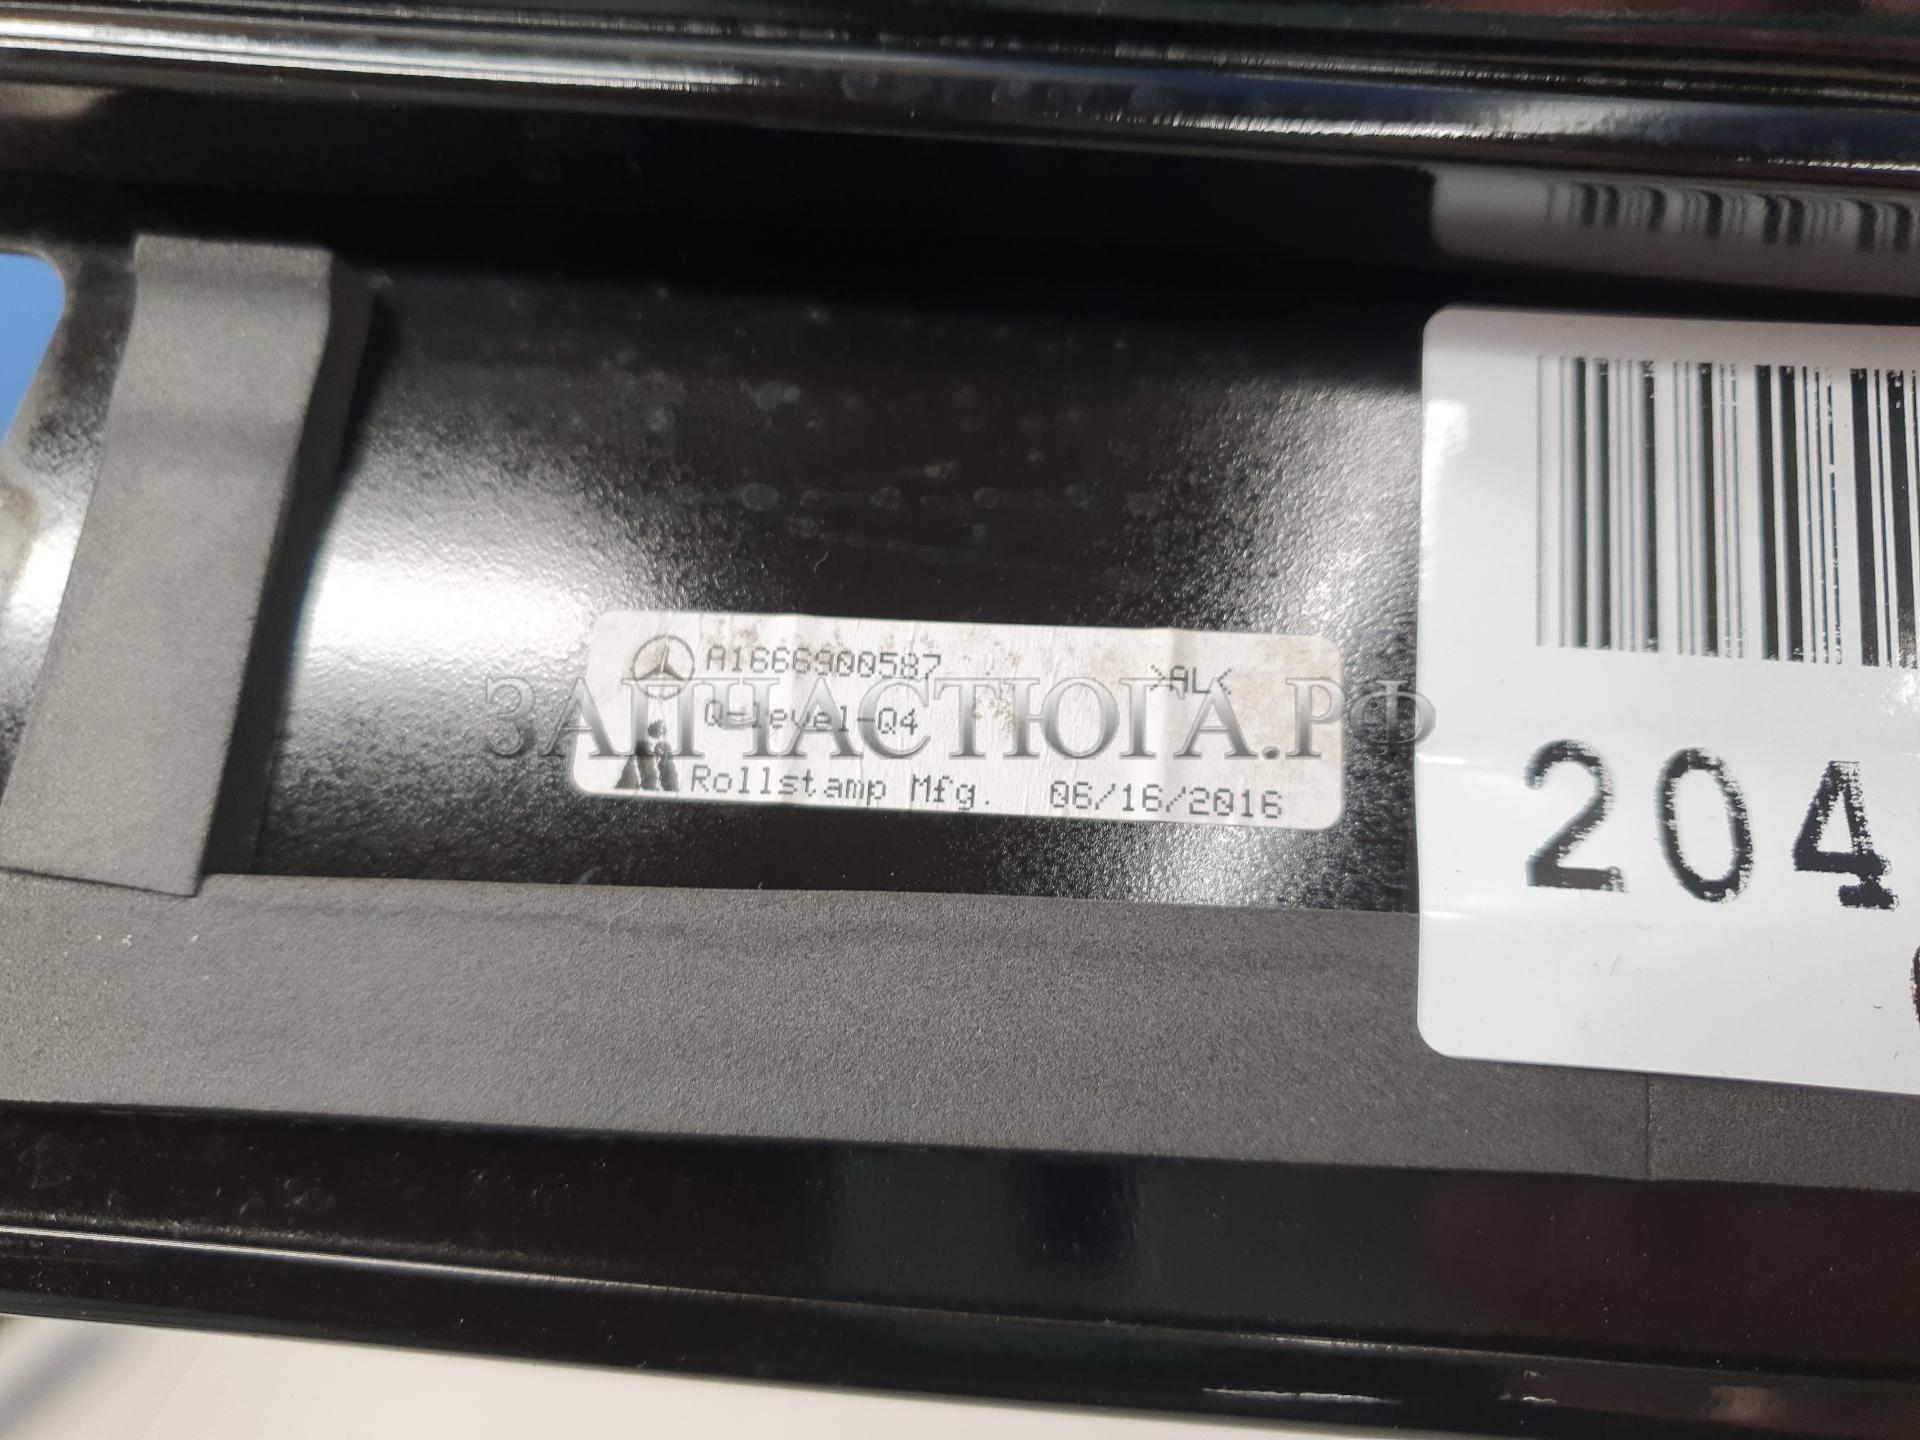 A1666900587 >AL<
ЗАПЧАСТЮГА.РФ
Q-level-Q4
Rollstamp Mfg. 06/16/2016
204